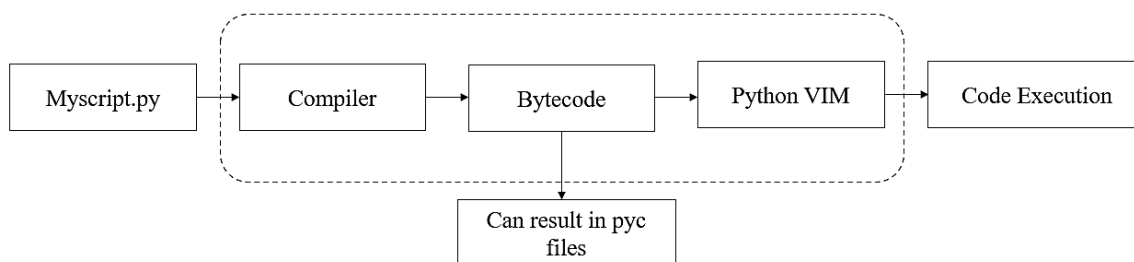 Myscript.py
Compiler
Bytecode
Python VIM
Code Execution
Can result in pyc
files